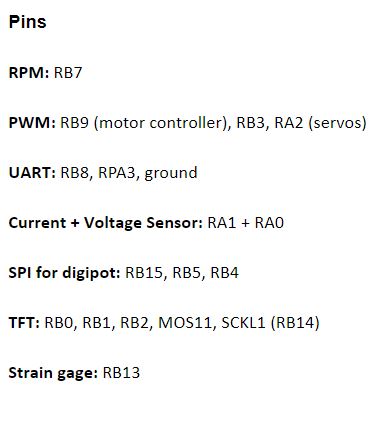 Pins
RPM: RB7
PWM: RB9 (motor controller), RB3, RA2 (servos)
UART: RB8, RPA3, ground
Current + Voltage Sensor: RA1 + RA0
SPI for digipot: RB15, RB5, RB4
TFT: RB0, RB1, RB2, MOS11, SCKL1 (RB14)
Strain gage: RB13